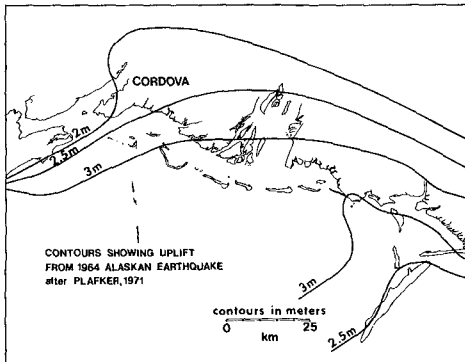 CORDOVA
2m
2.5m
3m
CONTOURS SHOWING UPLIFT
FROM 1964 ALASKAN EARTHQUAKE
after PLAFKER, 1971
3m
contours in meters
0 25
km
2.5m